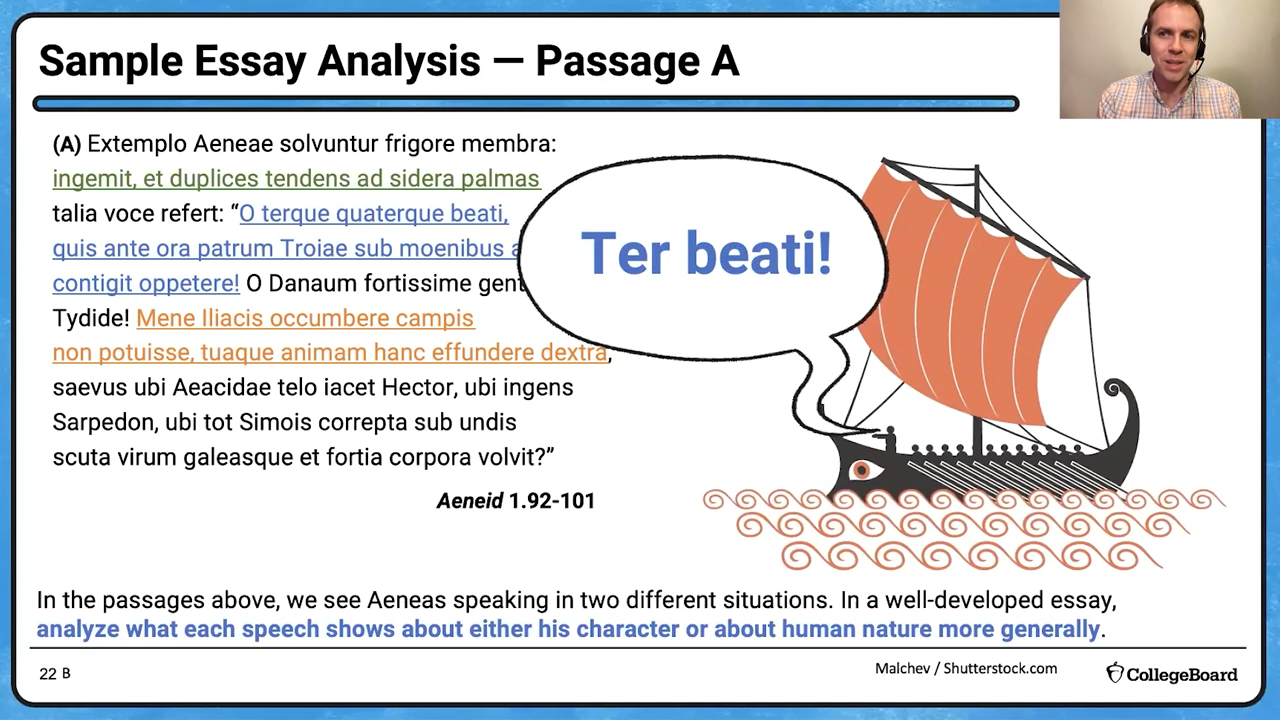 Sample Essay Analysis — Passage A
(A) Extemplo Aeneae solvuntur frigore membra:
ingemit, et duplices tendens ad sidera palmas
talia voce refert: “O terque quaterque beati,
quis ante ora patrum Troiae sub moenibus
contigit oppetere! O Danaum fortissime
Tydide! Mene Iliacis occumbere campis
non potuisse, tuaque animam hanc effundere dextra,
saevus ubi Aeacidae telo iacet Hector, ubi ingens
Sarpedon, ubi tot Simois correpta sub undis
scuta virum galeasque et fortia corpora volvit?”
Aeneid 1.92-101
Ter beati!
In the passages above, we see Aeneas speaking in two different situations. In a well-developed essay,
analyze what each speech shows about either his character or about human nature more generally.
22 B
Malchev / Shutterstock.com
CollegeBoard